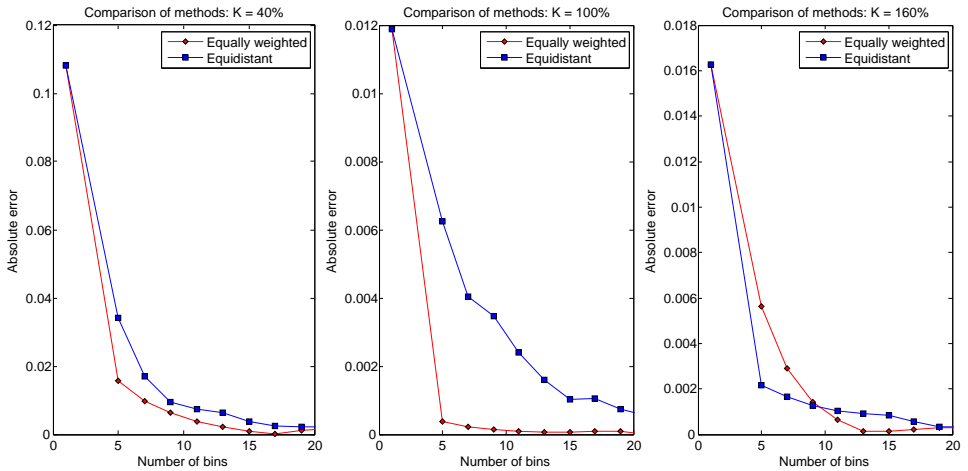 Comparison of methods: K = 40%
Equally weighted
Equidistant
Absolute error
0.12
0.1
0.08
0.06
0.04
0.02
0
0
5
10
15
20
Number of bins
Comparison of methods: K = 100%
Equally weighted
Equidistant
Absolute error
0.012
0.01
0.008
0.006
0.004
0.002
0
0
5
10
15
20
Number of bins
Comparison of methods: K = 160%
Equally weighted
Equidistant
Absolute error
0.018
0.0016
0.014
0.012
0.01
0.008
0.006
0.004
0.002
0
0
5
10
15
20
Number of bins